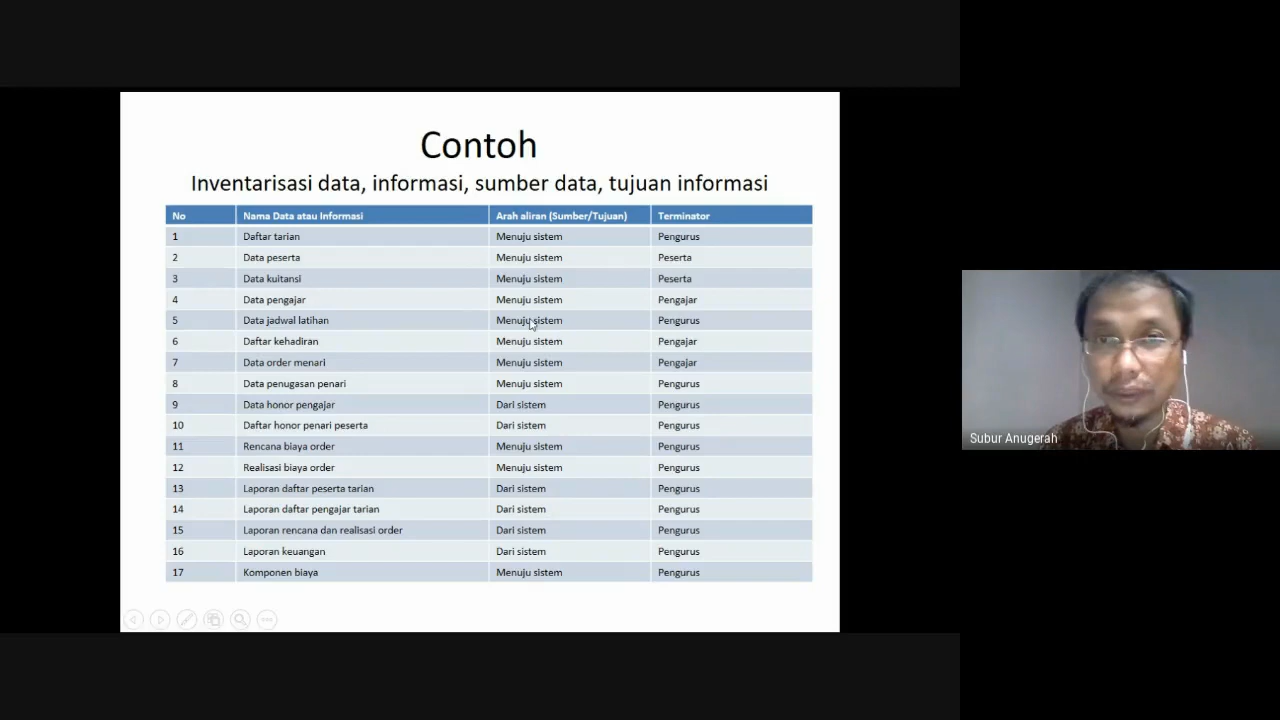 Contoh
Inventarisasi data, informasi, sumber data, tujuan informasi
No Nama Data atau Informasi Arah aliran (Sumber/Tujuan) Terminator
1 Daftar tarian Menuju sistem Pengurus
2 Data peserta Menuju sistem Peserta
3 Data kuitansi Menuju sistem Peserta
4 Data pengajar Menuju sistem Pengajar
5 Data jadwal latihan Menuju sistem Pengurus
6 Daftar kehadiran Menuju sistem Pengajar
7 Data order menari Menuju sistem Pengajar
8 Data penugasan penari Menuju sistem Pengurus
9 Data honor pengajar Dari sistem Pengurus
10 Daftar honor penari peserta Dari sistem Pengurus
11 Rencana biaya order Menuju sistem Pengurus
12 Realisasi biaya order Menuju sistem Pengurus
13 Laporan daftar peserta tarian Dari sistem Pengurus
14 Laporan daftar pengajar tarian Dari sistem Pengurus
15 Laporan rencana dan realisasi order Dari sistem Pengurus
16 Laporan keuangan Dari sistem Pengurus
17 Komponen biaya Menuju sistem Pengurus
Subur Anugerah